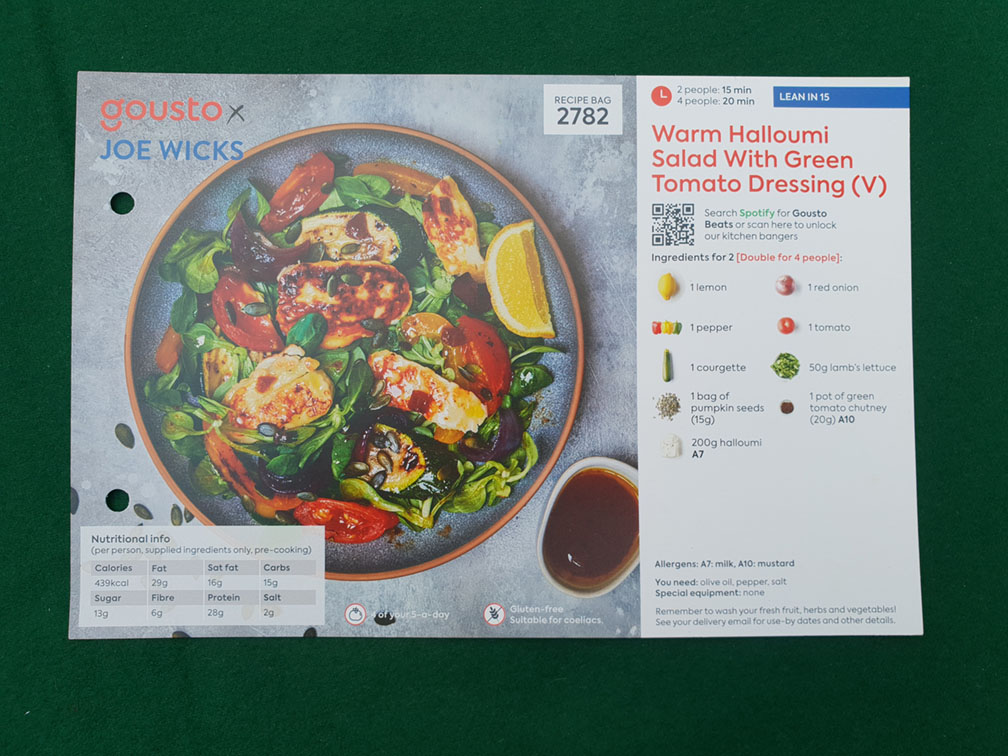 gousto x
JOE WICKS
RECIPE BAG
2782
2 people: 15 min
4 people: 20 min
LEAN IN 15
Warm Halloumi
Salad With Green
Tomato Dressing (V)
Search Spotify for Gousto
Beats or scan here to unlock
our kitchen bangers
Ingredients for 2 [Double for 4 people]:
1 lemon
1 red onion
1 pepper
1 tomato
1 courgette
50g lamb's lettuce
1 bag of
pumpkin seeds
(15g)
1 pot of green
tomato chutney
(20g) A10
200g halloumi
A7
Allergens: A7: milk, A10: mustard
You need: olive oil, pepper, salt
Special equipment: none
Remember to wash your fresh fruit, herbs and vegetables!
See your delivery email for use-by dates and other details.
Nutritional info
(per person, supplied ingredients only, pre-cooking)
Calories Fat Sat fat Carbs
439kcal 29g 16g 15g
Sugar Fibre Protein Salt
13g 6g 28g 2g
of your 5-a-day
Gluten-free
Suitable for coeliacs.